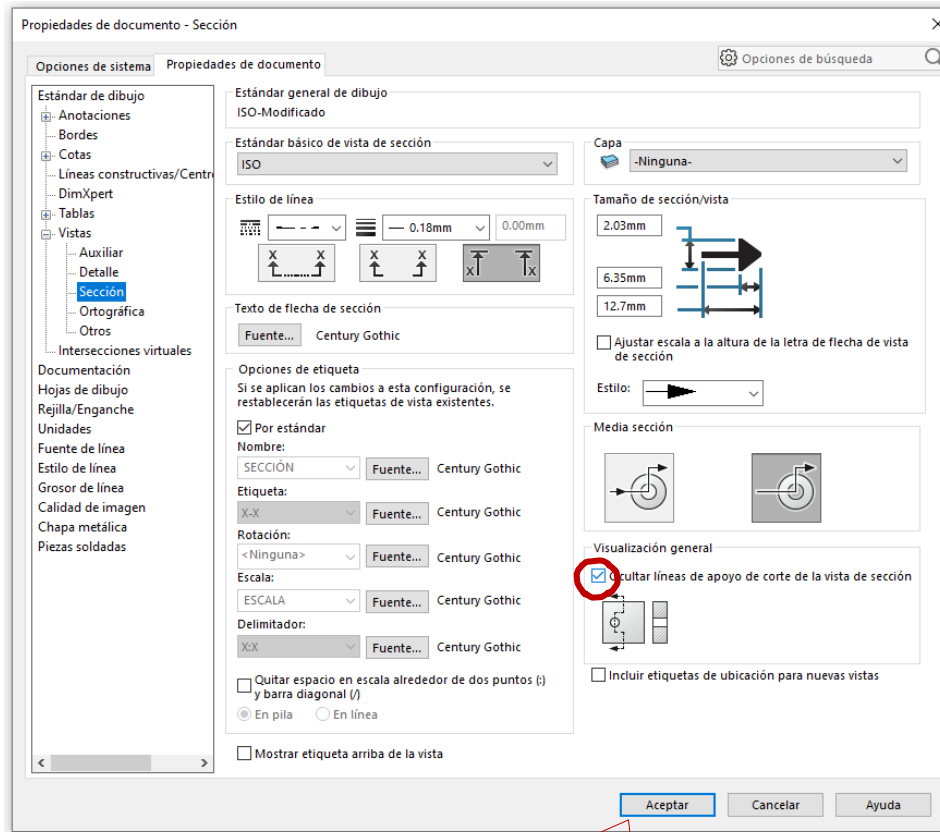 Propiedades de documento - Sección
Opciones de sistema
Propiedades de documento
Opciones de búsqueda
Estándar de dibujo
Anotaciones
Bordes
Cotas
Líneas constructivas/Centr
DimXpert
Tablas
Vistas
Auxiliar
Detalle
Sección
Ortográfica
Otros
Intersecciones virtuales
Documentación
Hojas de dibujo
Rejilla/Enganche
Unidades
Fuente de línea
Estilo de línea
Grosor de línea
Calidad de imagen
Chapa metálica
Piezas soldadas
Estándar general de dibujo
ISO-Modificado
Estándar básico de vista de sección
ISO
Estilo de línea
0.18mm
0.00mm
X X
X X
X X
Texto de flecha de sección
Fuente... Century Gothic
Opciones de etiqueta
Si se aplican los cambios a esta configuración, se
restablecerán las etiquetas de vista existentes.
Por estándar
Nombre:
SECCIÓN Fuente... Century Gothic
Etiqueta:
X-X Fuente... Century Gothic
Rotación:
<Ninguna> Fuente... Century Gothic
Escala:
ESCALA Fuente... Century Gothic
Delimitador:
X:X Fuente... Century Gothic
Quitar espacio en escala alrededor de dos puntos (:)
y barra diagonal (/)
En pila En línea
Mostrar etiqueta arriba de la vista
Capa
-Ninguna-
Tamaño de sección/vista
2.03mm
6.35mm
12.7mm
Ajustar escala a la altura de la letra de flecha de vista
de sección
Estilo:
Media sección
Visualización general
Ocultar líneas de apoyo de corte de la vista de sección
Incluir etiquetas de ubicación para nuevas vistas
Aceptar Cancelar Ayuda